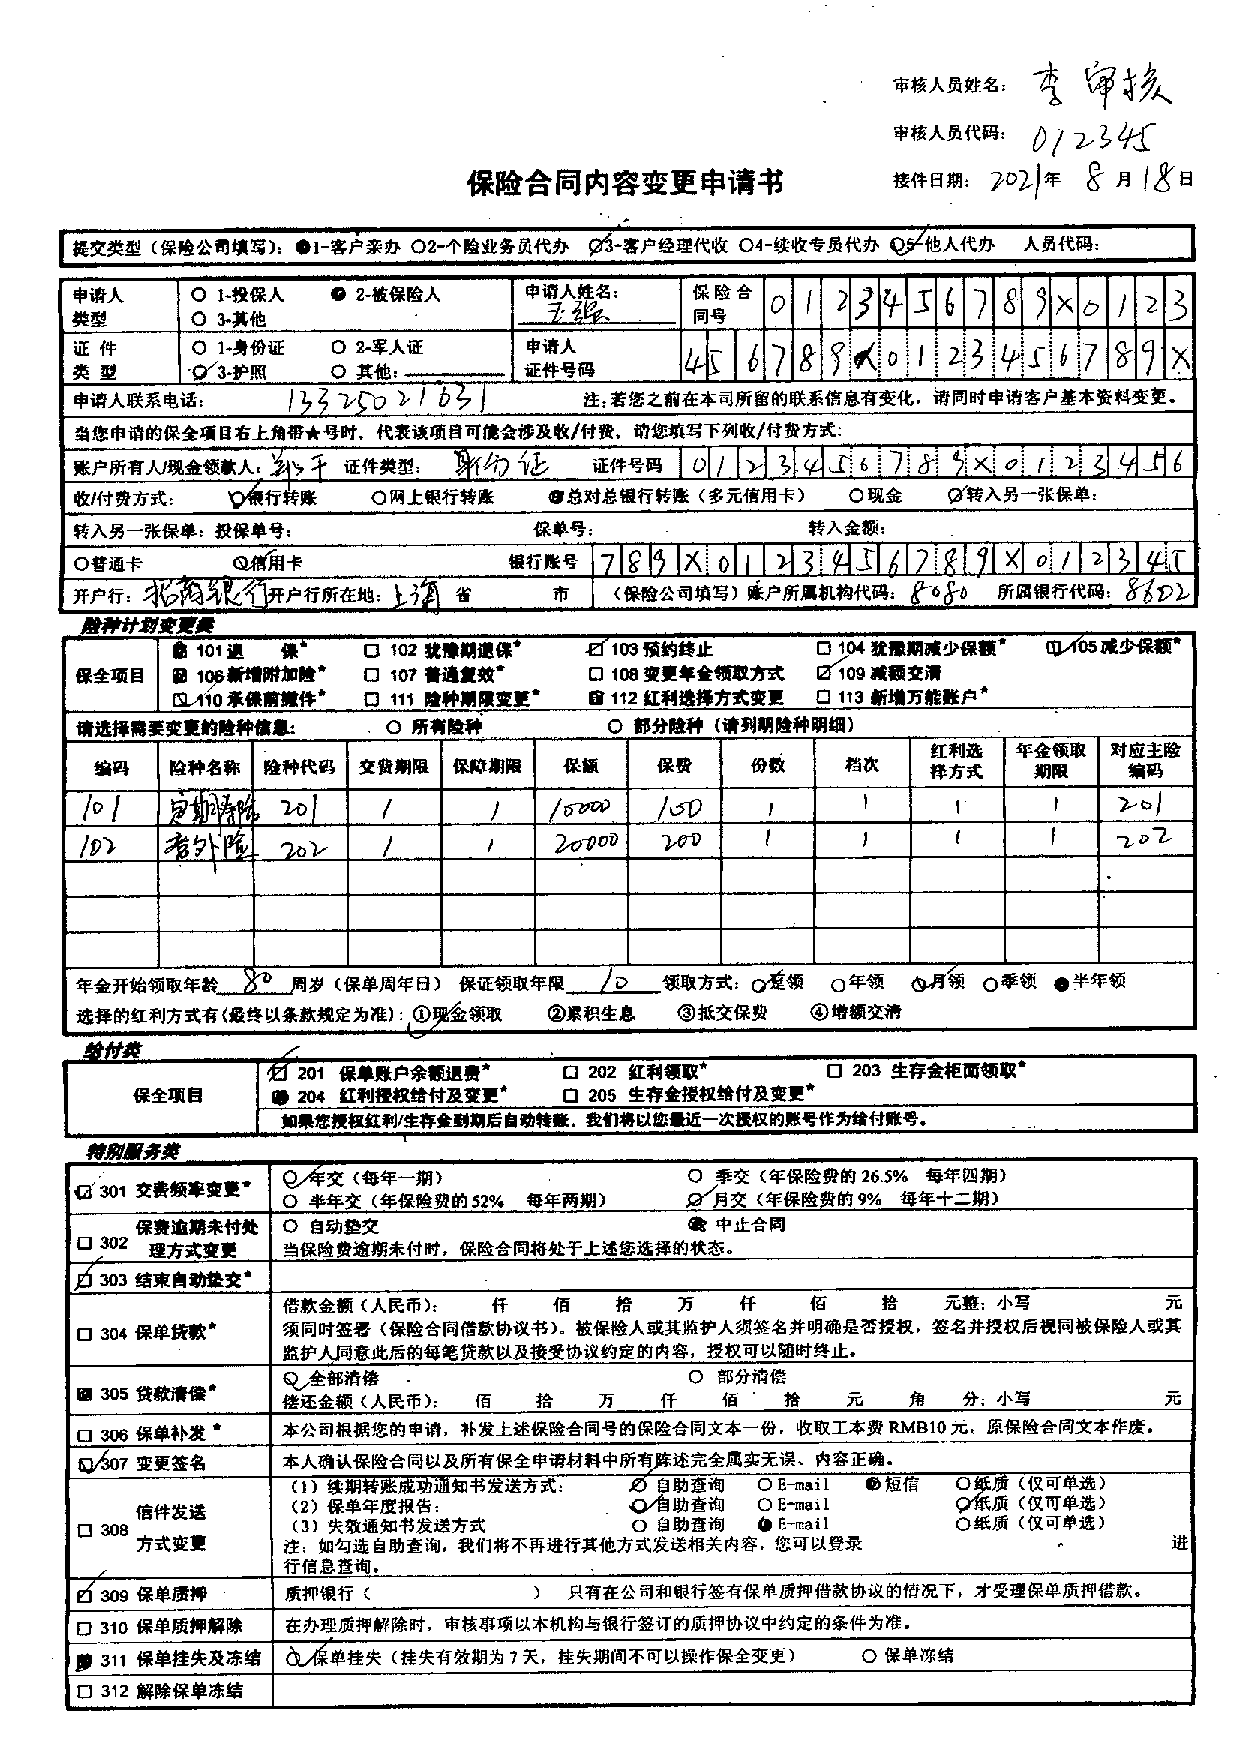 审核人员姓名: 李审核
审核人员代码: 012345
保险合同内容变更申请书
接件日期: 2021年 8月18日
提交类型(保险公司填写): ●1-客户亲办 ○2-个险业务员代办 ○3-客户经理代收 ○4-续收专员代办 ○5-他人代办 人员代码:
申请人类型 ○ 1-投保人 ● 2-被保险人 ○ 3-其他 申请人姓名: 王强 保险合同号 0123456789X0123
证件类型 ○ 1-身份证 ○ 2-军人证 ○ 3-护照 ○ 其他: 申请人证件号码 456789X0123456789X
申请人联系电话: 13325021631 注:若您之前在本司所留的联系信息有变化,请同时申请客户基本资料变更。
当您申请的保全项目右上角带★号时,代表该项目可能会涉及收/付费,请您填写下列收/付费方式:
账户所有人/现金领款人: 郑千 证件类型: 身份证 证件号码 0123456789X0123456
收/付费方式: ○银行转账 ○网上银行转账 ●总对总银行转账(多元信用卡) ○现金 ○转入另一张保单:
转入另一张保单:投保单号: 保单号: 转入金额:
○普通卡 ○信用卡 银行账号 789X0123456789X012345
开户行: 招商银行 开户行所在地: 上海 省 市 (保险公司填写)账户所属机构代码: 8080 所属银行代码: 8602
险种计划变更类
保全项目
101 退 保* □ 102 犹豫期退保* ☑ 103 预约终止 □ 104 犹豫期减少保额* 105 减少保额*
106 新增附加险* □ 107 普通复效* □ 108 变更年金领取方式 ☑ 109 减额交清
110 承保前撤件* □ 111 险种期限变更* 112 红利选择方式变更 □ 113 新增万能账户*
请选择需要变更的险种信息: ○ 所有险种 ○ 部分险种(请列明险种明细)
编码 险种名称 险种代码 交费期限 保障期限 保额 保费 份数 档次 红利选择方式 年金领取期限 对应主险编码
101 定期寿险 201 1 1 10000 100 1 1 1 1 201
102 意外险 202 1 1 20000 200 1 1 1 1 202
年金开始领取年龄 80 周岁(保单周年日) 保证领取年限 10 领取方式: ○趸领 ○年领 ○月领 ○季领 ●半年领
选择的红利方式有(最终以条款规定为准): ①现金领取 ②累积生息 ③抵交保费 ④增额交清
给付类
保全项目
☑ 201 保单账户余额退费* □ 202 红利领取* □ 203 生存金柜面领取*
204 红利授权给付及变更* □ 205 生存金授权给付及变更*
如果您授权红利/生存金到期后自动转账,我们将以您最近一次授权的账号作为给付账号。
特别服务类
☑ 301 交费频率变更* ○ 年交(每年一期) ○ 季交(年保险费的26.5% 每年四期)
○ 半年交(年保险费的52% 每年两期) ○ 月交(年保险费的9% 每年十二期)
□ 302 保费逾期未付处理方式变更 ○ 自动垫交 ● 中止合同
当保险费逾期未付时,保险合同将处于上述您选择的状态。
☑ 303 结束自动垫交*
□ 304 保单贷款* 借款金额(人民币): 仟 佰 拾 万 仟 佰 拾 元整;小写 元
须同时签署(保险合同借款协议书)。被保险人或其监护人须签名并明确是否授权,签名并授权后视同被保险人或其
监护人同意此后的每笔贷款以及接受协议约定的内容,授权可以随时终止。
305 贷款清偿* ○ 全部清偿 ○ 部分清偿
偿还金额(人民币): 佰 拾 万 仟 佰 拾 元 角 分;小写 元
□ 306 保单补发* 本公司根据您的申请,补发上述保险合同号的保险合同文本一份,收取工本费RMB10元,原保险合同文本作废。
☑ 307 变更签名 本人确认保险合同以及所有保全申请材料中所有陈述完全属实无误、内容正确。
□ 308 信件发送方式变更
(1)续期转账成功通知书发送方式: ○ 自助查询 ○ E-mail ● 短信 ○纸质(仅可单选)
(2)保单年度报告: ○ 自助查询 ○ E-mail ○纸质(仅可单选)
(3)失效通知书发送方式 ○ 自助查询 ● E-mail ○纸质(仅可单选)
注:如勾选自助查询,我们将不再进行其他方式发送相关内容,您可以登录 进
行信息查询。
☑ 309 保单质押 质押银行( ) 只有在公司和银行签有保单质押借款协议的情况下,才受理保单质押借款。
□ 310 保单质押解除 在办理质押解除时,审核事项以本机构与银行签订的质押协议中约定的条件为准。
311 保单挂失及冻结 ○ 保单挂失(挂失有效期为7天,挂失期间不可以操作保全变更) ○ 保单冻结
□ 312 解除保单冻结